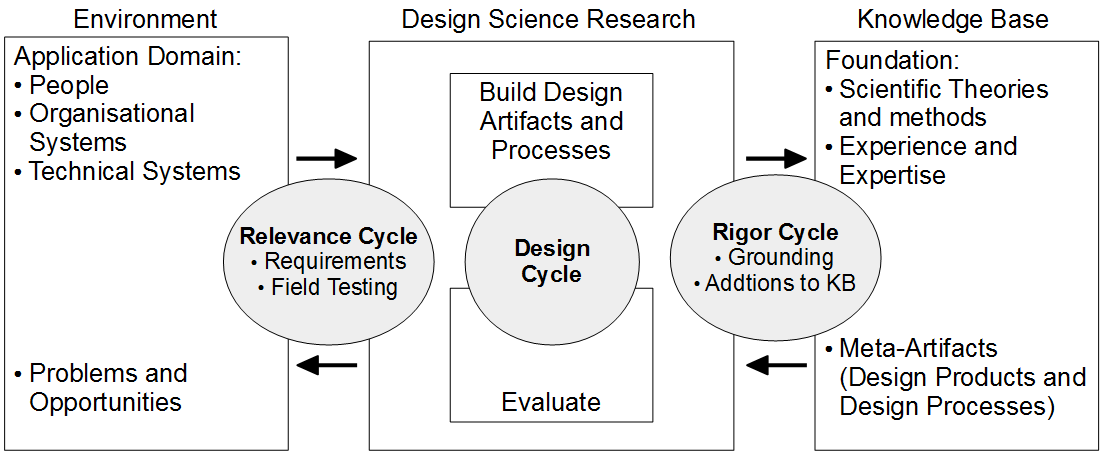 Environment
Application Domain:
• People
• Organisational
Systems
• Technical Systems
• Problems and
Opportunities
Relevance Cycle
• Requirements
• Field Testing
Design Science Research
Build Design
Artifacts and
Processes
Design
Cycle
Evaluate
Rigor Cycle
• Grounding
• Addtions to KB
Knowledge Base
Foundation:
• Scientific Theories
and methods
• Experience and
Expertise
• Meta-Artifacts
(Design Products and
Design Processes)